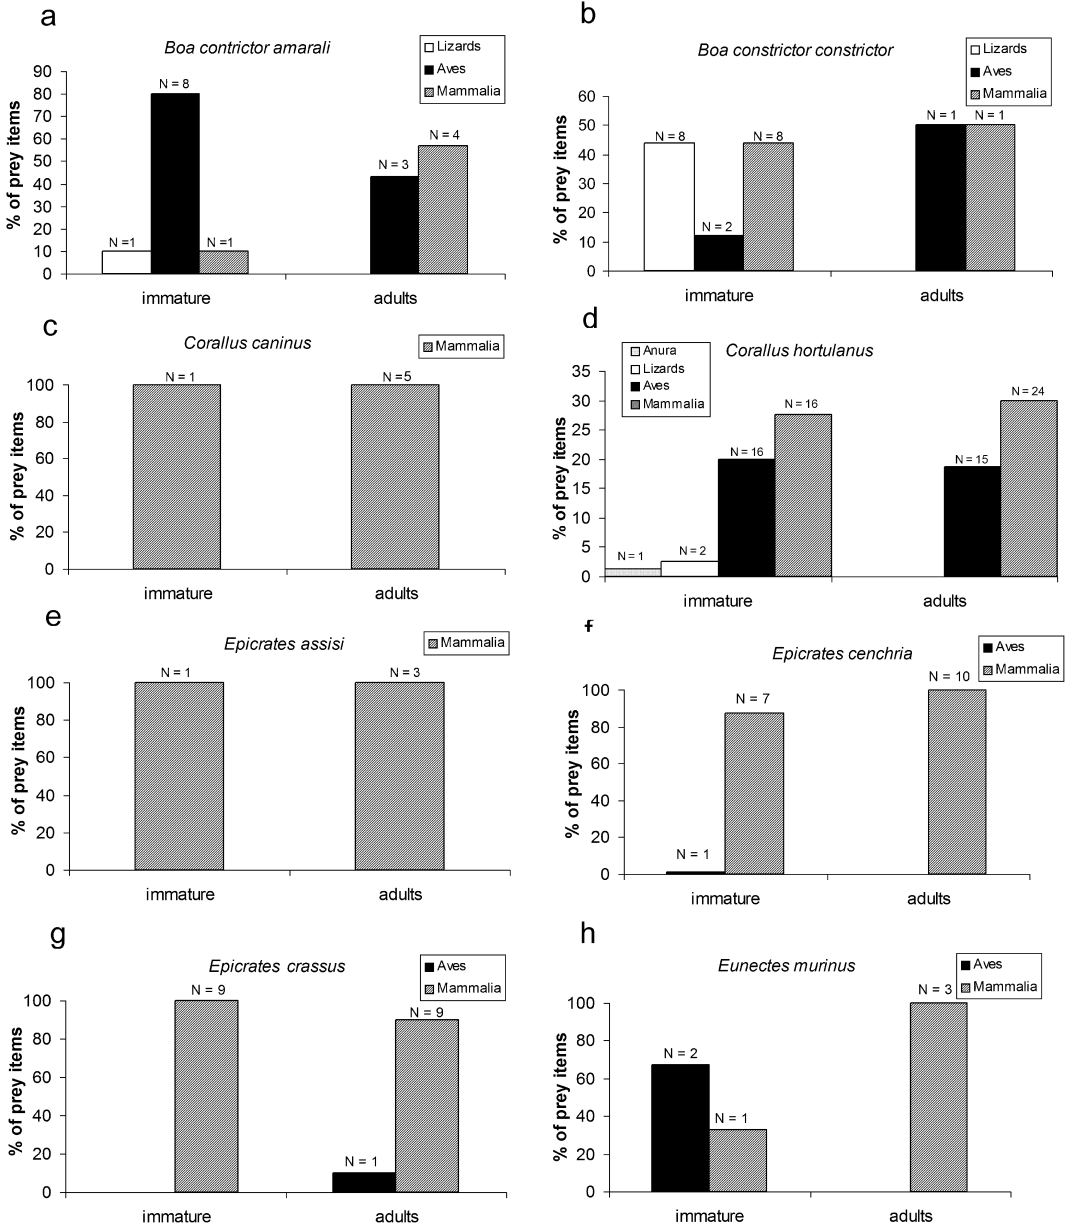 a
Boa contrictor amarali
Lizards
Aves
Mammalia
% of prey items
90
80
70
60
50
40
30
20
10
0
N =1
N = 8
N =1
N = 3
N = 4
immature
adults
b
Boa constrictor constrictor
Lizards
Aves
Mammalia
% of prey items
60
50
40
30
20
10
0
N = 8
N = 2
N = 8
N = 1
N = 1
immature
adults
c
Corallus caninus
Mammalia
% of prey items
100
80
60
40
20
0
N = 1
N =5
immature
adults
d
Corallus hortulanus
Anura
Lizards
Aves
Mammalia
% of prey items
35
30
25
20
15
10
5
0
N = 1
N = 2
N = 16
N = 16
N = 15
N = 24
immature
adults
e
Epicrates assisi
Mammalia
% of prey items
100
80
60
40
20
0
N = 1
N = 3
immature
adults
f
Epicrates cenchria
Aves
Mammalia
% of prey items
100
80
60
40
20
0
N = 1
N = 7
N = 10
immature
adults
g
Epicrates crassus
Aves
Mammalia
% of prey items
100
80
60
40
20
0
N = 9
N = 1
N = 9
immature
adults
h
Eunectes murinus
Aves
Mammalia
% of prey items
100
80
60
40
20
0
N = 2
N = 1
N = 3
immature
adults